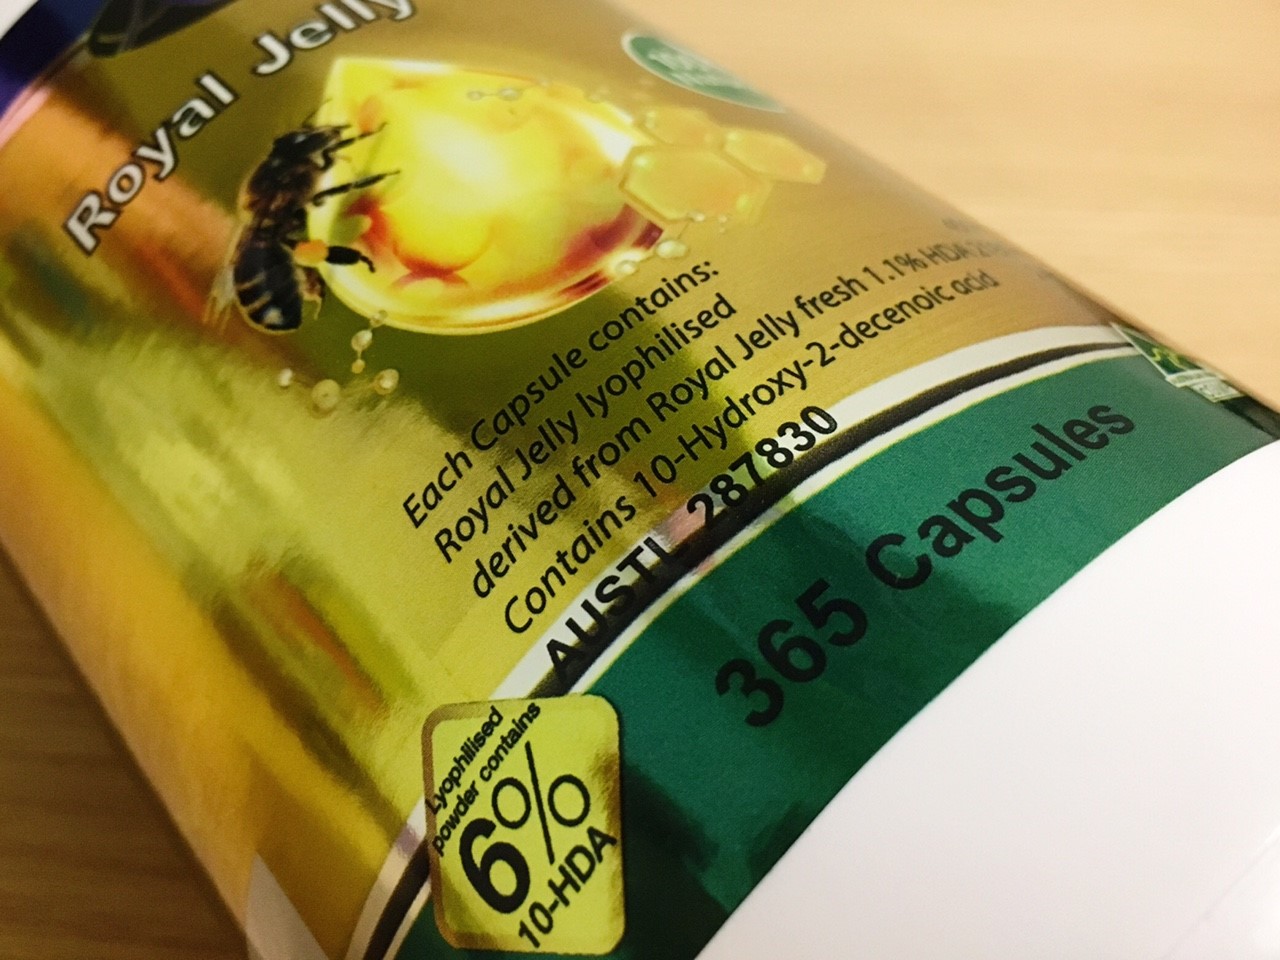 Royal Jelly
Each Capsule contains:
Royal Jelly lyophilised
derived from Royal Jelly fresh 1.1% HDA
Contains 10-Hydroxy-2-decenoic acid
AUSTL 287830
365 Capsules
Lyophilised
powder contains
6%
10-HDA